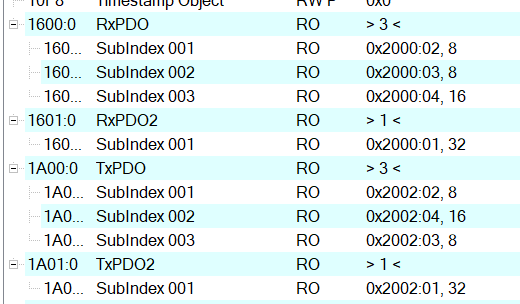 10F8 Timestamp Object RW P 0x0
1600:0 RxPDO RO > 3 <
160... SubIndex 001 RO 0x2000:02, 8
160... SubIndex 002 RO 0x2000:03, 8
160... SubIndex 003 RO 0x2000:04, 16
1601:0 RxPDO2 RO > 1 <
160... SubIndex 001 RO 0x2000:01, 32
1A00:0 TxPDO RO > 3 <
1A0... SubIndex 001 RO 0x2002:02, 8
1A0... SubIndex 002 RO 0x2002:04, 16
1A0... SubIndex 003 RO 0x2002:03, 8
1A01:0 TxPDO2 RO > 1 <
1A0... SubIndex 001 RO 0x2002:01, 32